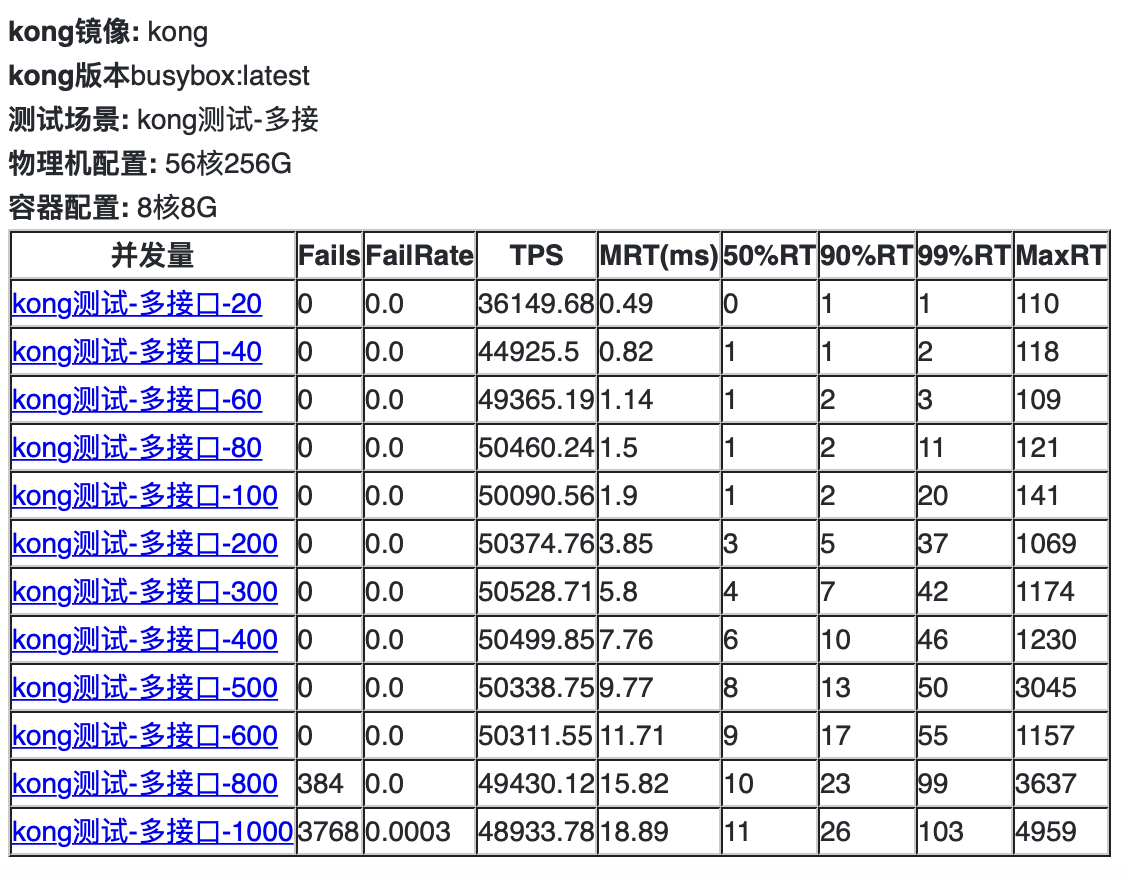 kong镜像: kong
kong版本busybox:latest
测试场景: kong测试-多接
物理机配置: 56核256G
容器配置: 8核8G
并发量 Fails FailRate TPS MRT(ms) 50%RT 90%RT 99%RT MaxRT
kong测试-多接口-20 0 0.0 36149.68 0.49 0 1 1 110
kong测试-多接口-40 0 0.0 44925.5 0.82 1 1 2 118
kong测试-多接口-60 0 0.0 49365.19 1.14 1 2 3 109
kong测试-多接口-80 0 0.0 50460.24 1.5 1 2 11 121
kong测试-多接口-100 0 0.0 50090.56 1.9 1 2 20 141
kong测试-多接口-200 0 0.0 50374.76 3.85 3 5 37 1069
kong测试-多接口-300 0 0.0 50528.71 5.8 4 7 42 1174
kong测试-多接口-400 0 0.0 50499.85 7.76 6 10 46 1230
kong测试-多接口-500 0 0.0 50338.75 9.77 8 13 50 3045
kong测试-多接口-600 0 0.0 50311.55 11.71 9 17 55 1157
kong测试-多接口-800 384 0.0 49430.12 15.82 10 23 99 3637
kong测试-多接口-1000 3768 0.0003 48933.78 18.89 11 26 103 4959